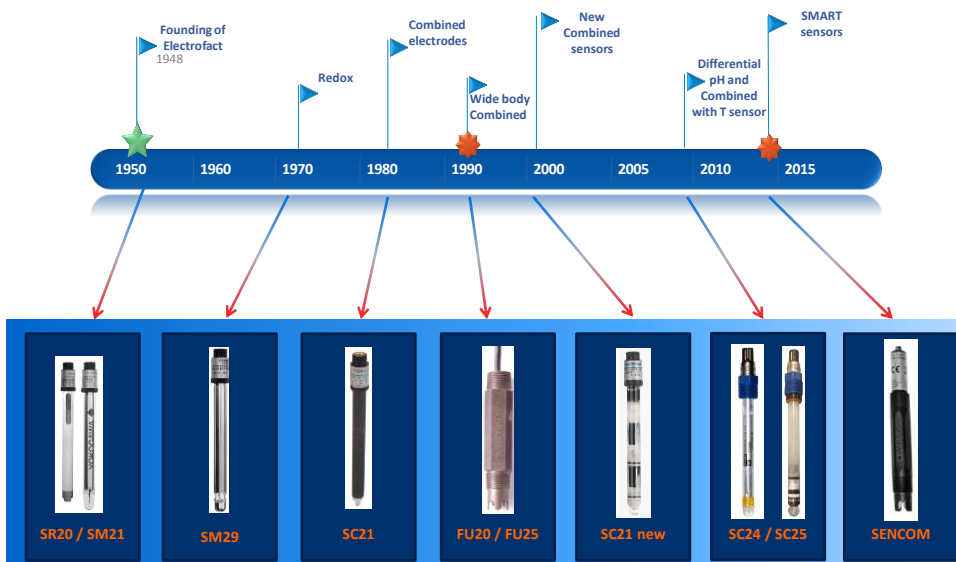 Founding of
Electrofact
1948
Redox
Combined
electrodes
Wide body
Combined
New
Combined
sensors
Differential
pH and
Combined
with T sensor
SMART
sensors
1950
1960
1970
1980
1990
2000
2005
2010
2015
YOKOGAWA
SR20 / SM21
SM29
SC21
FU20 / FU25
SC21 new
SC24 / SC25
SENCOM